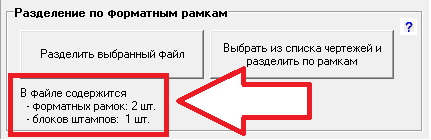 Разделение по форматным рамкам
?
Разделить выбранный файл
Выбрать из списка чертежей и
разделить по рамкам
В файле содержится
- форматных рамок: 2 шт.
- блоков штампов: 1 шт.